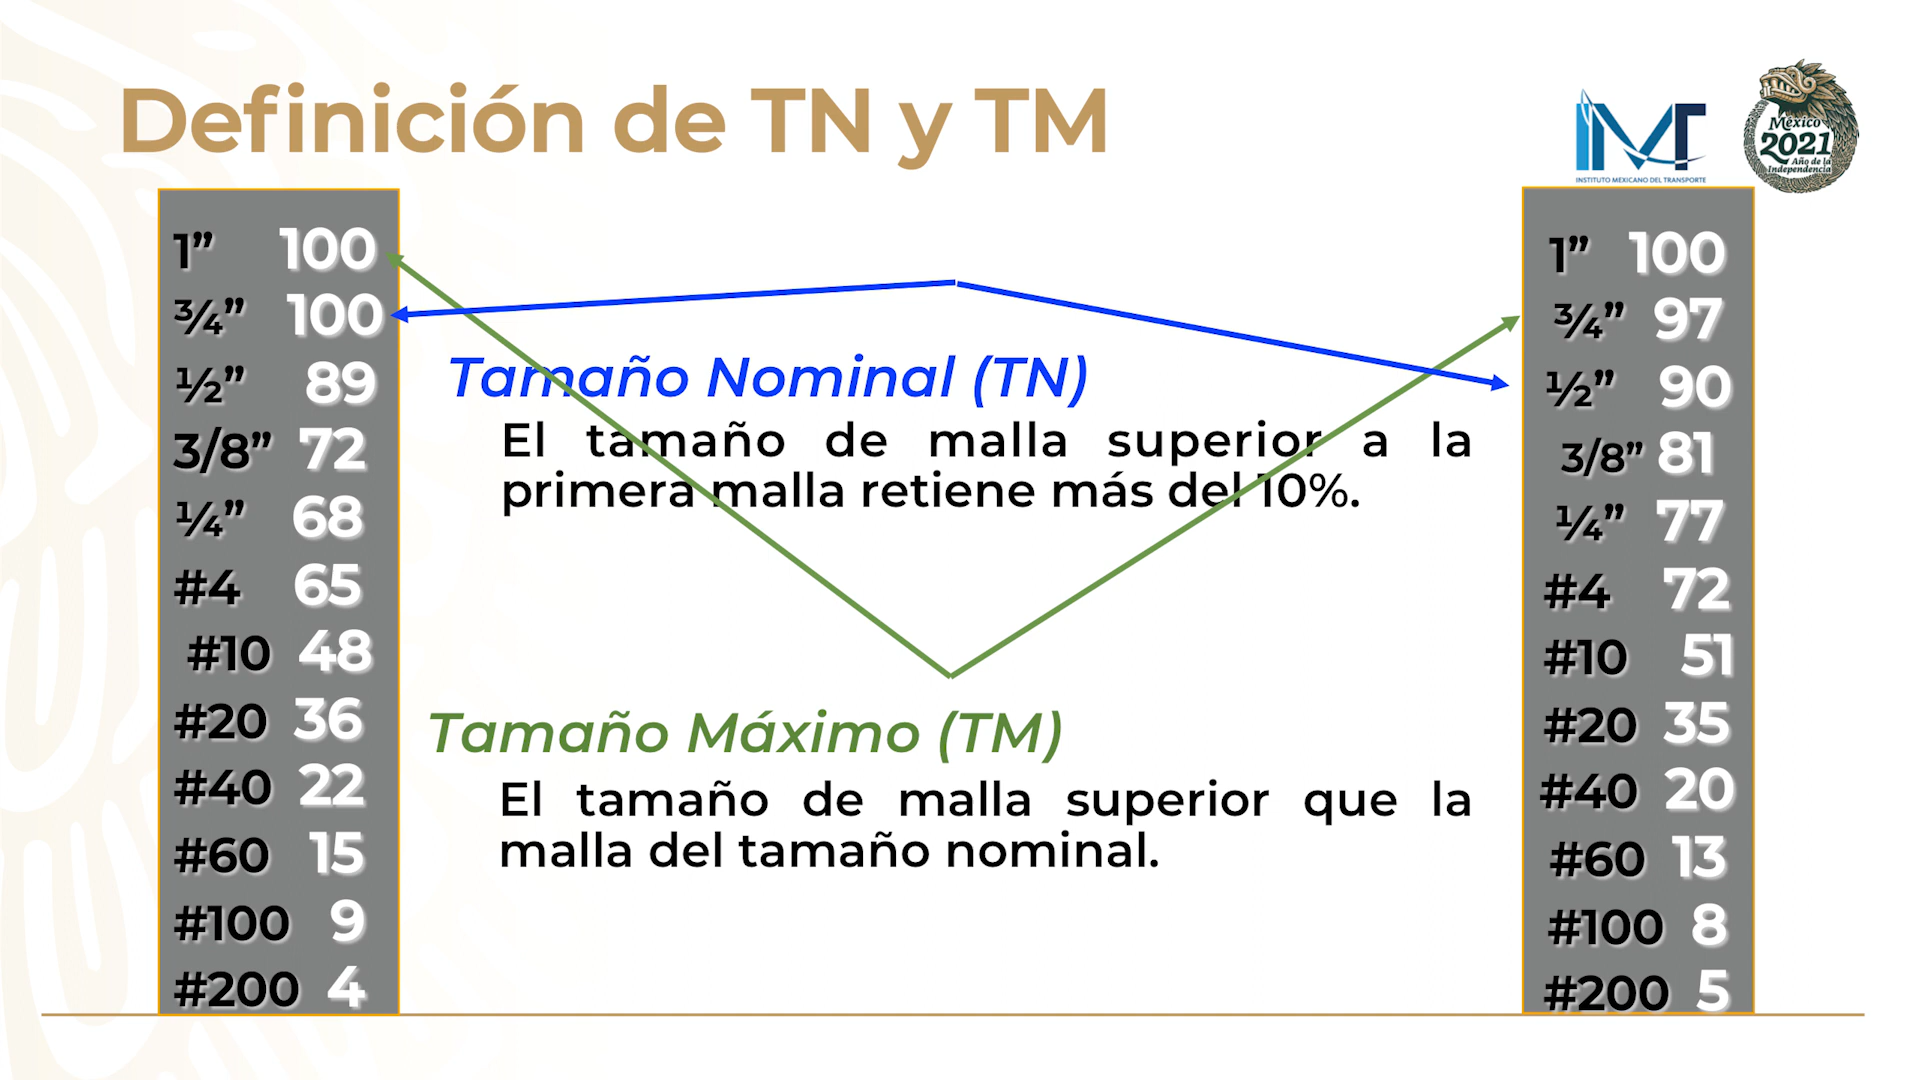 Definición de TN y TM
INSTITUTO MEXICANO DEL TRANSPORTE
México
2021
Año de la
Independencia
1” 100
¾” 100
½” 89
3/8” 72
¼” 68
#4 65
#10 48
#20 36
#40 22
#60 15
#100 9
#200 4
Tamaño Nominal (TN)
El tamaño de malla superior a la
primera malla retiene más del 10%.
Tamaño Máximo (TM)
El tamaño de malla superior que la
malla del tamaño nominal.
1” 100
¾” 97
½” 90
3/8” 81
¼” 77
#4 72
#10 51
#20 35
#40 20
#60 13
#100 8
#200 5